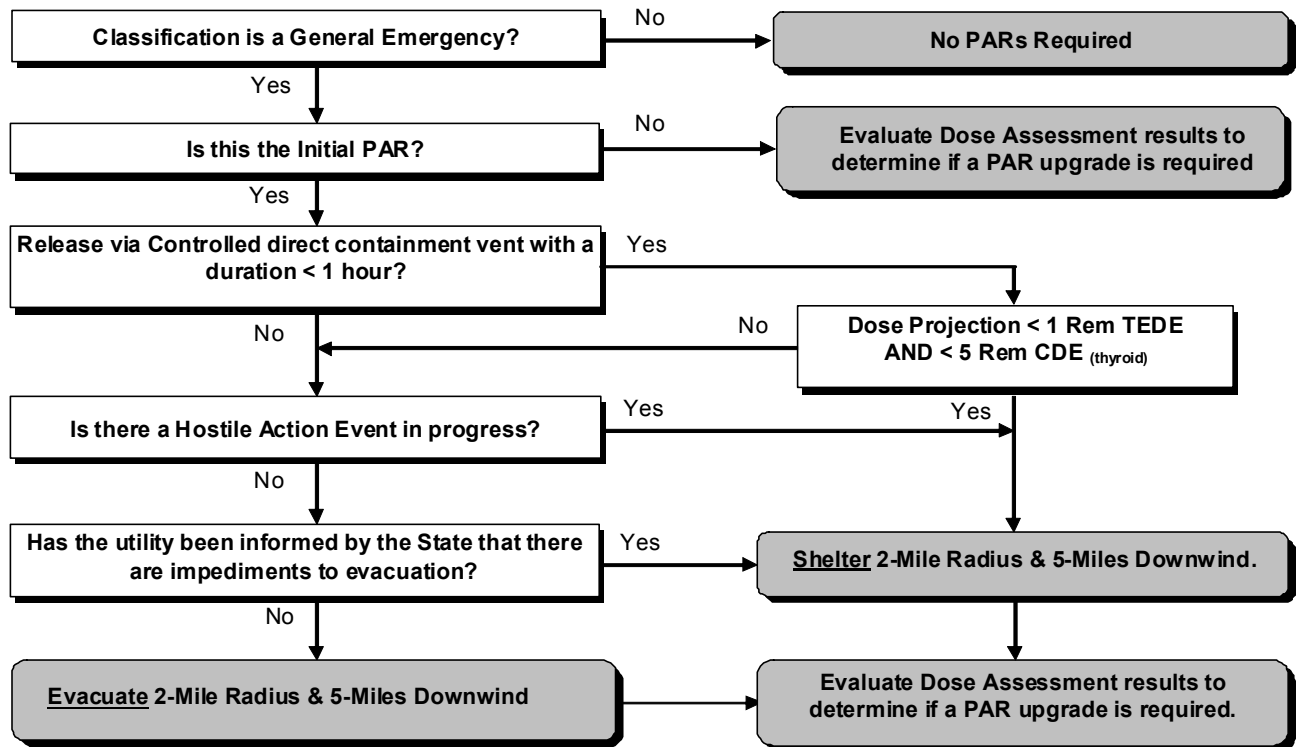 Classification is a General Emergency?
No
No PARs Required
Yes
Is this the Initial PAR?
No
Evaluate Dose Assessment results to
determine if a PAR upgrade is required
Yes
Release via Controlled direct containment vent with a
duration < 1 hour?
Yes
No
Dose Projection < 1 Rem TEDE
AND < 5 Rem CDE (thyroid)
No
Yes
Is there a Hostile Action Event in progress?
Yes
No
Has the utility been informed by the State that there
are impediments to evacuation?
Yes
Shelter 2-Mile Radius & 5-Miles Downwind.
No
Evacuate 2-Mile Radius & 5-Miles Downwind
Evaluate Dose Assessment results to
determine if a PAR upgrade is required.